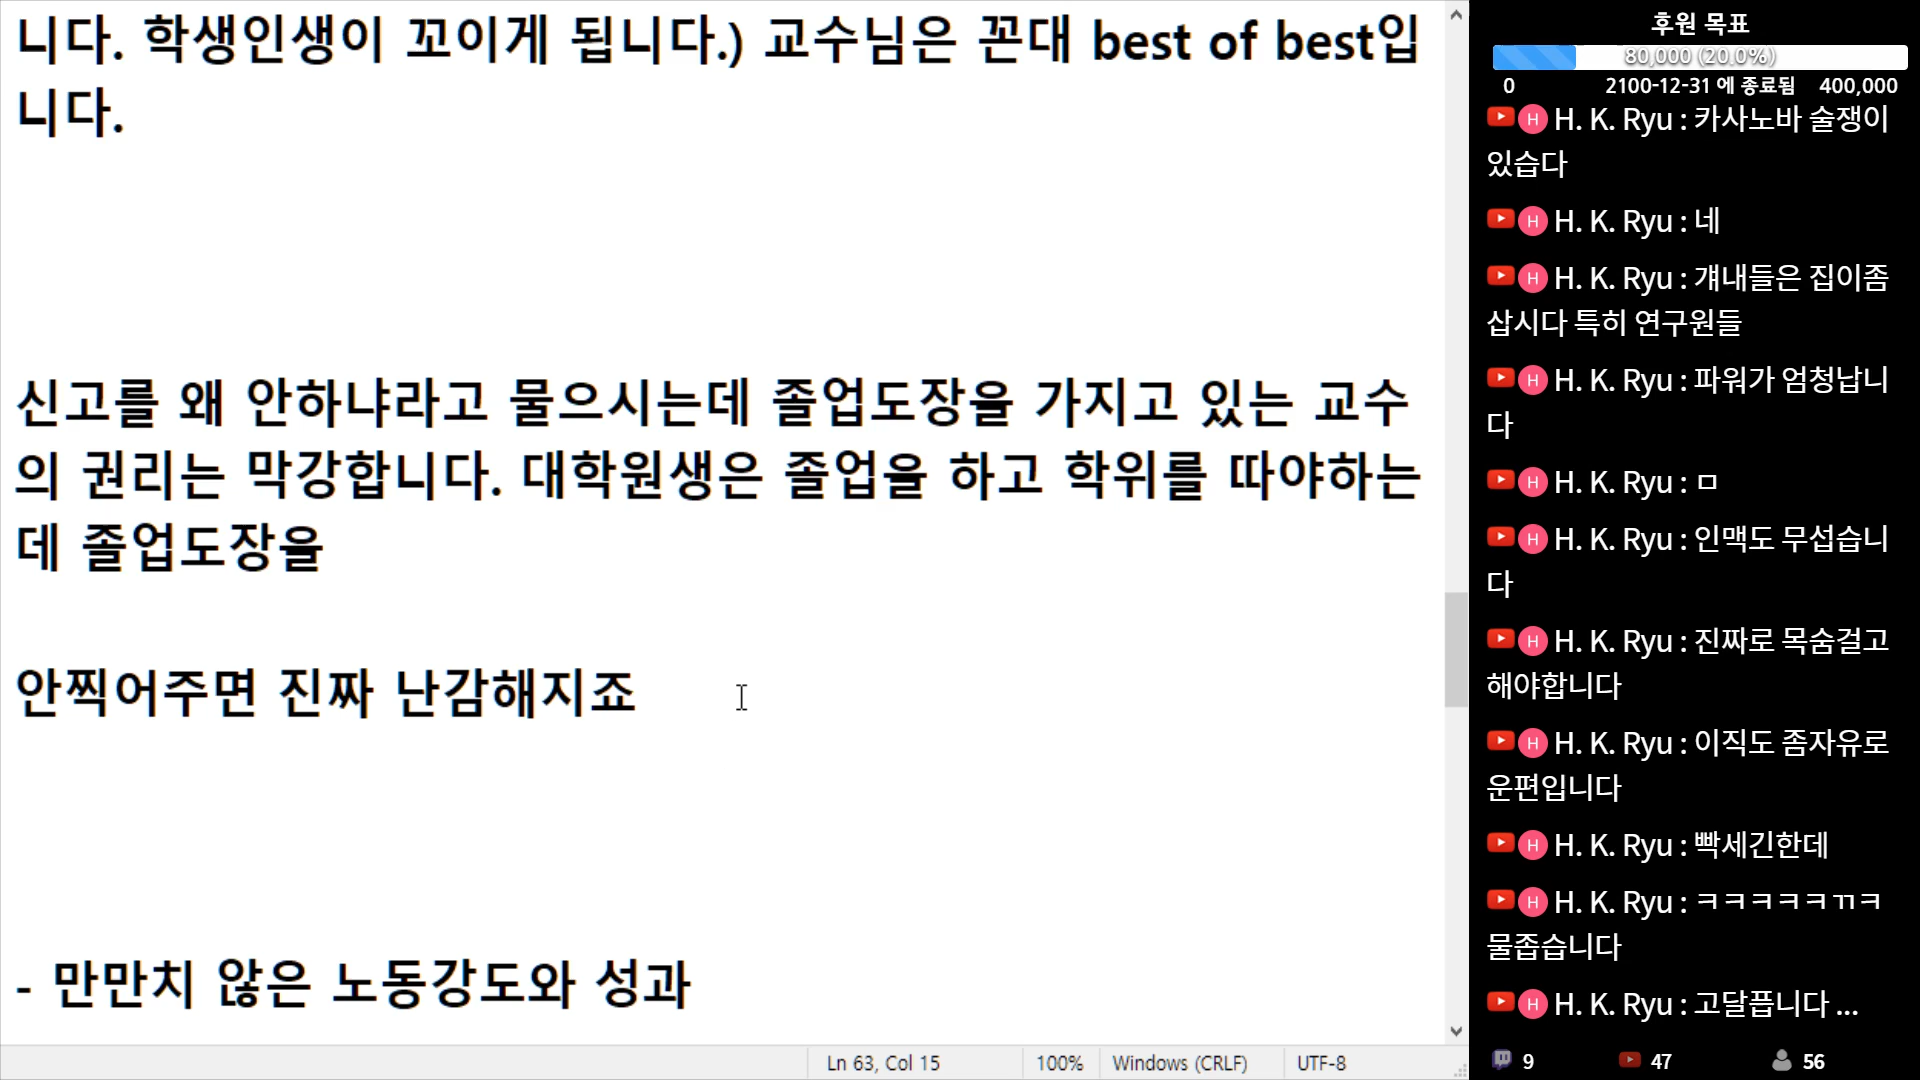 니다. 학생인생이 꼬이게 됩니다.) 교수님은 꼰대 best of best입
니다.
신고를 왜 안하냐라고 물으시는데 졸업도장을 가지고 있는 교수
의 권리는 막강합니다. 대학원생은 졸업을 하고 학위를 따야하는
데 졸업도장을
안찍어주면 진짜 난감해지죠
- 만만치 않은 노동강도와 성과
Ln 63, Col 15
100%
Windows (CRLF)
UTF-8
후원 목표
80,000 (20.0%)
0 2100-12-31 에 종료됨 400,000
H H. K. Ryu : 카사노바 술쟁이
있습다
H H. K. Ryu : 네
H H. K. Ryu : 걔내들은 집이좀
삽시다 특히 연구원들
H H. K. Ryu : 파워가 엄청납니
다
H H. K. Ryu : ㅁ
H H. K. Ryu : 인맥도 무섭습니
다
H H. K. Ryu : 진짜로 목숨걸고
해야합니다
H H. K. Ryu : 이직도 좀자유로
운편입니다
H H. K. Ryu : 빡세긴한데
H H. K. Ryu : ㅋㅋㅋㅋㅋㄲㅋ
물좁습니다
H H. K. Ryu : 고달픕니다 ...
9 47 56